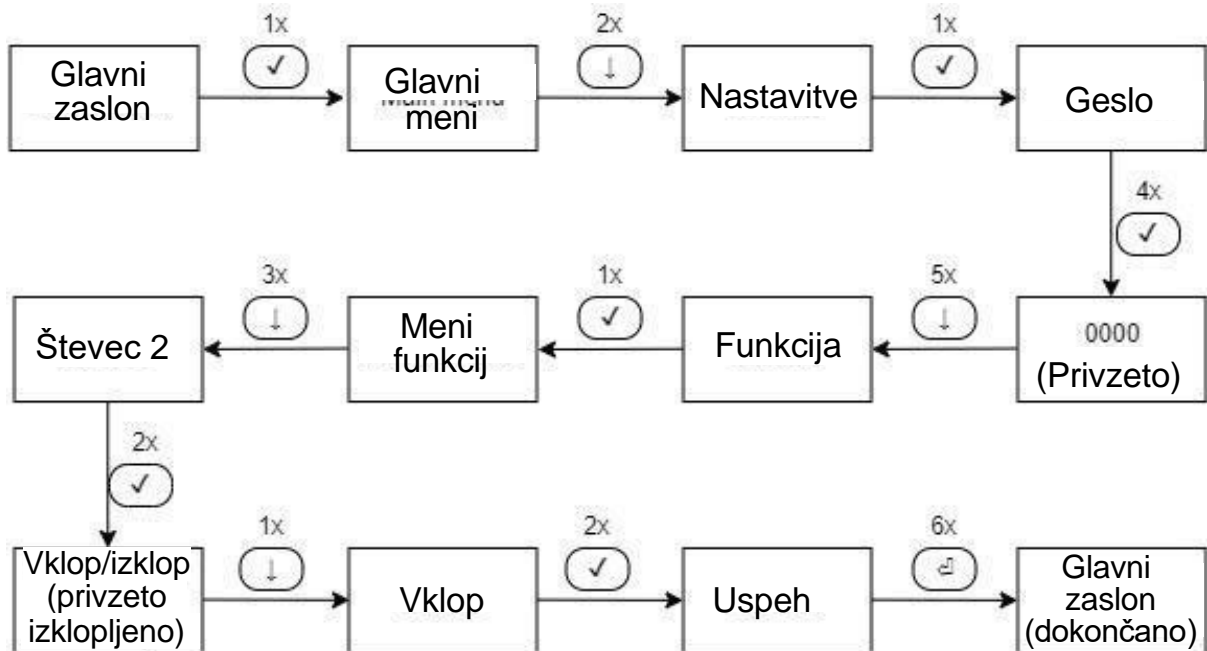 1x
2x
1x
Glavni
zaslon
Glavni
meni
Nastavitve
Geslo
4x
3x
1x
5x
Števec 2
Meni
funkcij
Funkcija
0000
(Privzeto)
2x
1x
2x
6x
Vklop/izklop
(privzeto
izklopljeno)
Vklop
Uspeh
Glavni
zaslon
(dokončano)